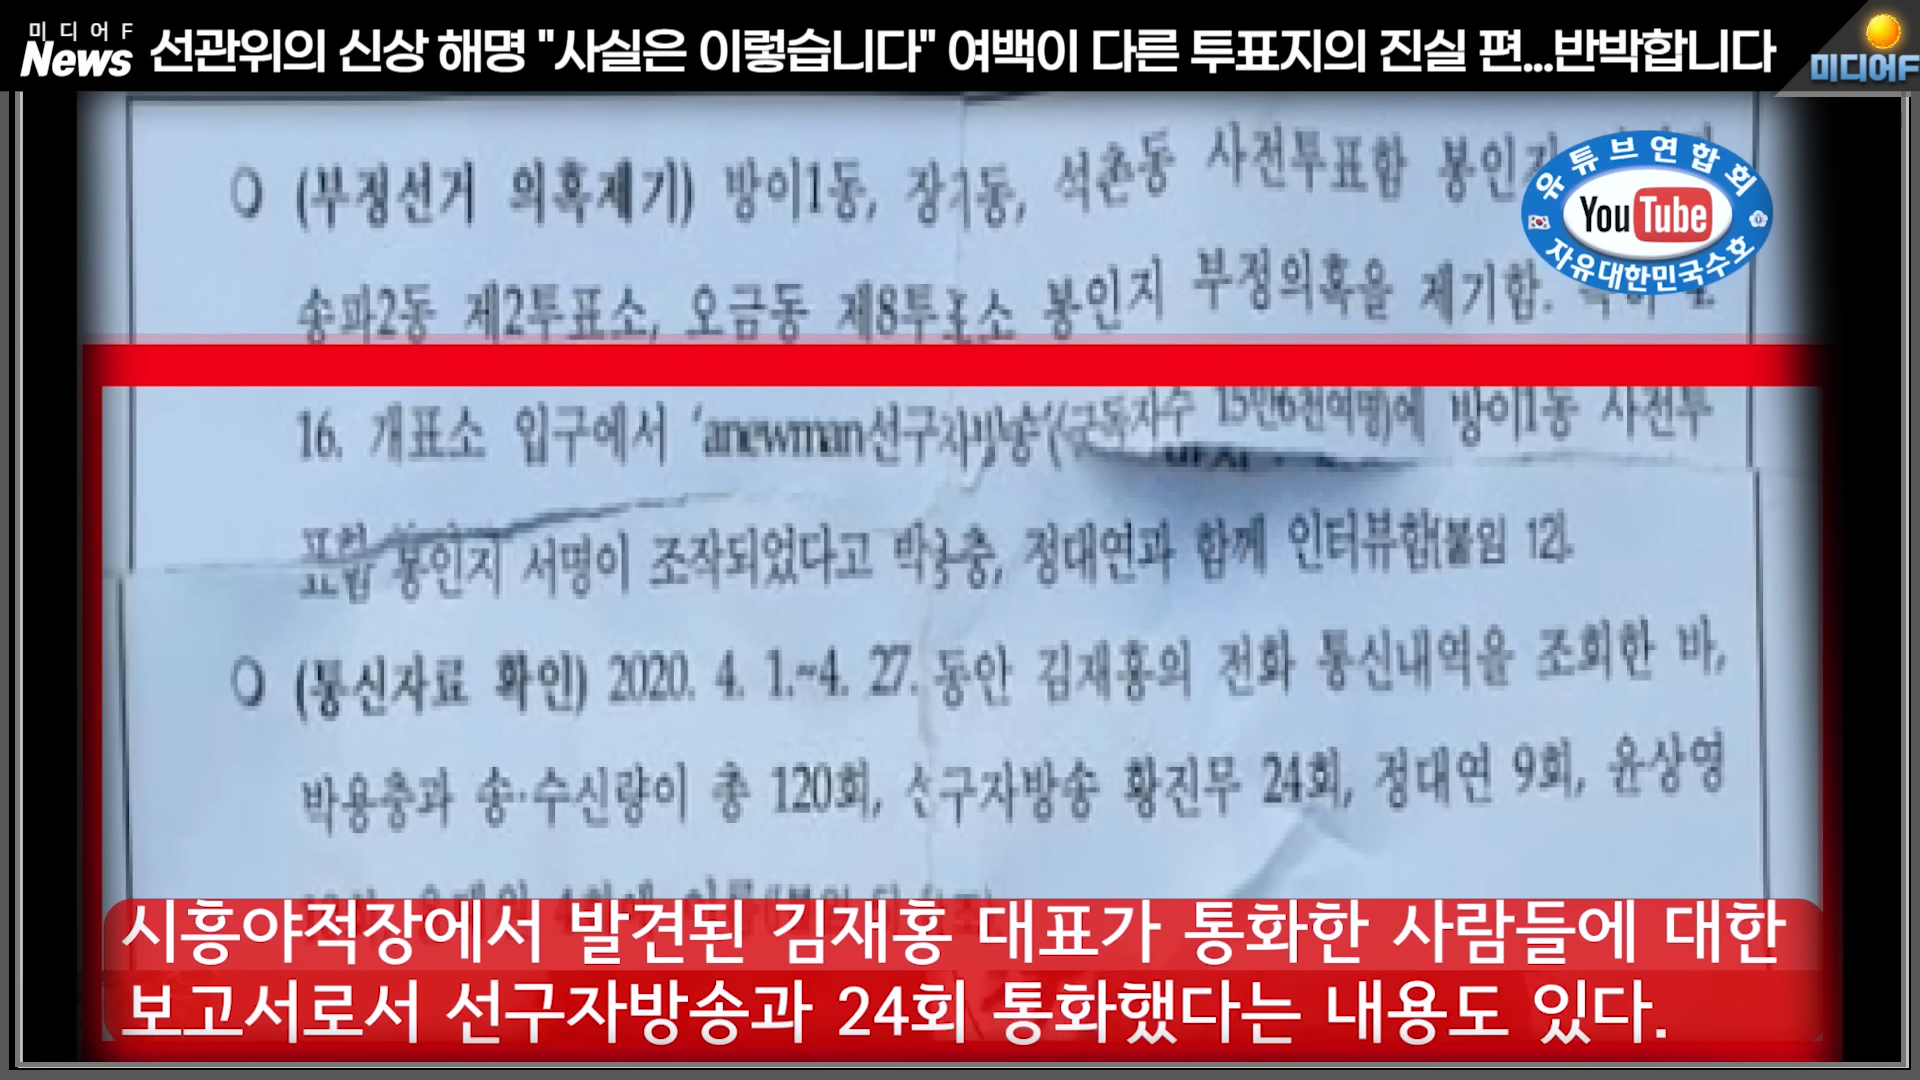 미디어F
News
선관위의 신상 해명 "사실은 이렇습니다" 여백이 다른 투표지의 진실 편...반박합니다
미디어F
유튜브연합회
YouTube
자유대한민국수호
○ (부정선거 의혹제기) 방이1동, 장지동, 석촌동 사전투표함
송파2동 제2투표소, 오금동 제8투표소 봉인지 부정의혹을 제기함.
16. 개표소 입구에서 'anewman선구자방송'(구독자수 15만6천여명)에 방이1동 사전투
표함 봉인지 서명이 조작되었다고 박용충, 정대연과 함께 인터뷰함(붙임 12).
○ (통신자료 확인) 2020. 4. 1.~4. 27. 동안 김재홍의 전화 통신내역을 조회한 바,
박용충과 송·수신량이 총 120회, 선구자방송 황진무 24회, 정대연 9회, 윤상영
시흥야적장에서 발견된 김재홍 대표가 통화한 사람들에 대한
보고서로서 선구자방송과 24회 통화했다는 내용도 있다.